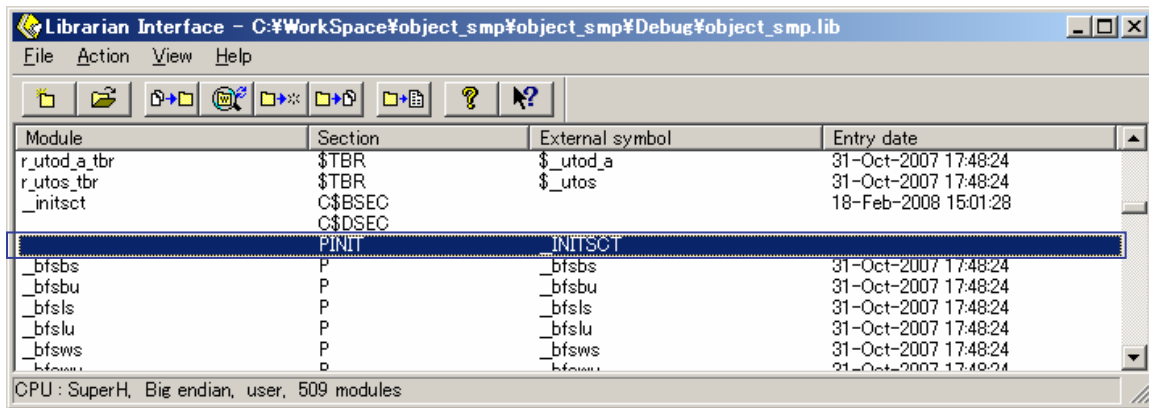 Librarian Interface - C:¥WorkSpace¥object_smp¥object_smp¥Debug¥object_smp.lib
File Action View Help
Module Section External symbol Entry date
r_utod_a_tbr $TBR $_utod_a 31-Oct-2007 17:48:24
r_utos_tbr $TBR $_utos 31-Oct-2007 17:48:24
_initsct C$BSEC 18-Feb-2008 15:01:28
C$DSEC
PINIT __INITSCT
_bfsbs P _bfsbs 31-Oct-2007 17:48:24
_bfsbu P _bfsbu 31-Oct-2007 17:48:24
_bfsls P _bfsls 31-Oct-2007 17:48:24
_bfslu P _bfslu 31-Oct-2007 17:48:24
_bfsws P _bfsws 31-Oct-2007 17:48:24
CPU : SuperH, Big endian, user, 509 modules